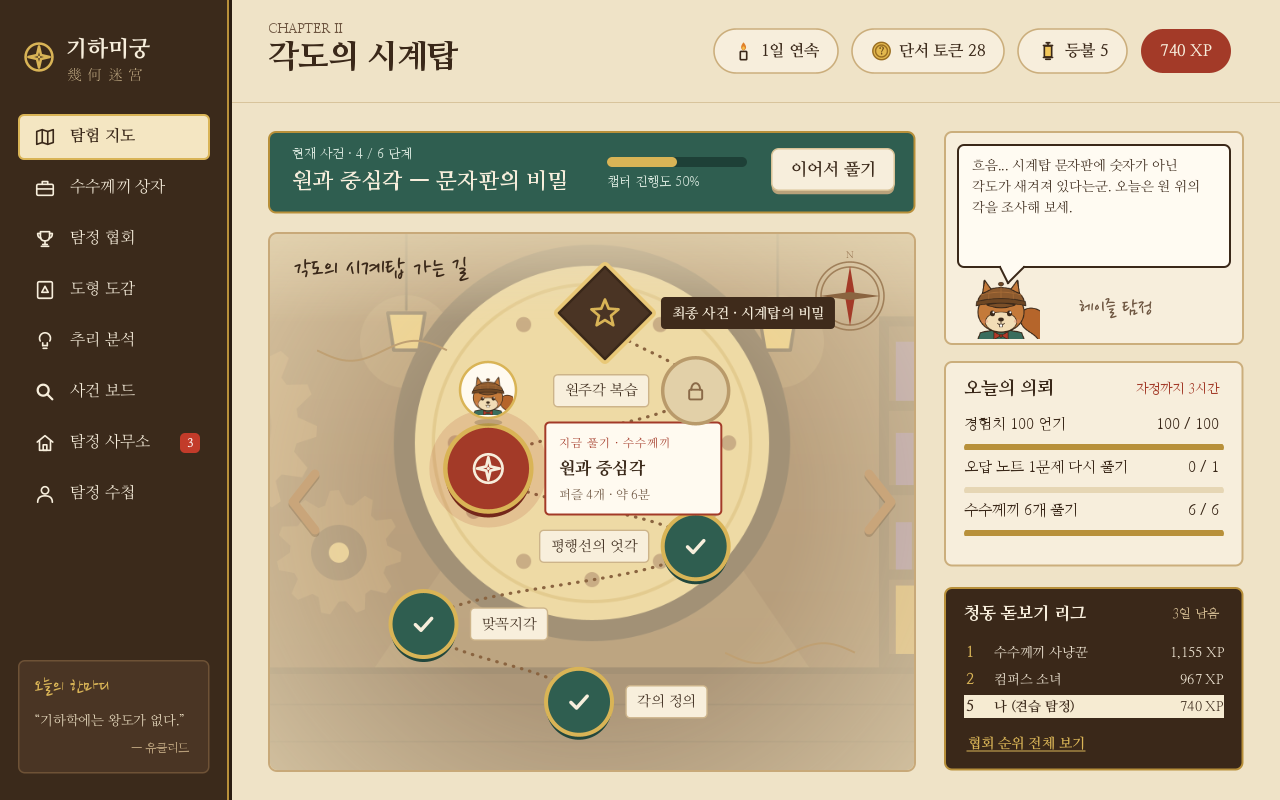 기하미궁
幾何迷宮
탐험 지도
수수께끼 상자
탐정 협회
도형 도감
추리 분석
사건 보드
탐정 사무소
3
탐정 수첩
오늘의 한마디
“기하학에는 왕도가 없다.”
— 유클리드
CHAPTER II
각도의 시계탑
1일 연속
단서 토큰 28
등불 5
740 XP
현재 사건 · 4 / 6 단계
원과 중심각 — 문자판의 비밀
챕터 진행도 50%
이어서 풀기
각도의 시계탑 가는 길
N
최종 사건 · 시계탑의 비밀
원주각 복습
지금 풀기 · 수수께끼
원과 중심각
퍼즐 4개 · 약 6분
평행선의 엇각
맞꼭지각
각의 정의
흐음... 시계탑 문자판에 숫자가 아닌
각도가 새겨져 있다는군. 오늘은 원 위의
각을 조사해 보세.
헤이즐 탐정
오늘의 의뢰
자정까지 3시간
경험치 100 얻기
100 / 100
오답 노트 1문제 다시 풀기
0 / 1
수수께끼 6개 풀기
6 / 6
청동 돋보기 리그
3일 남음
1 수수께끼 사냥꾼 1,155 XP
2 컴퍼스 소녀 967 XP
5 나 (견습 탐정) 740 XP
협회 순위 전체 보기